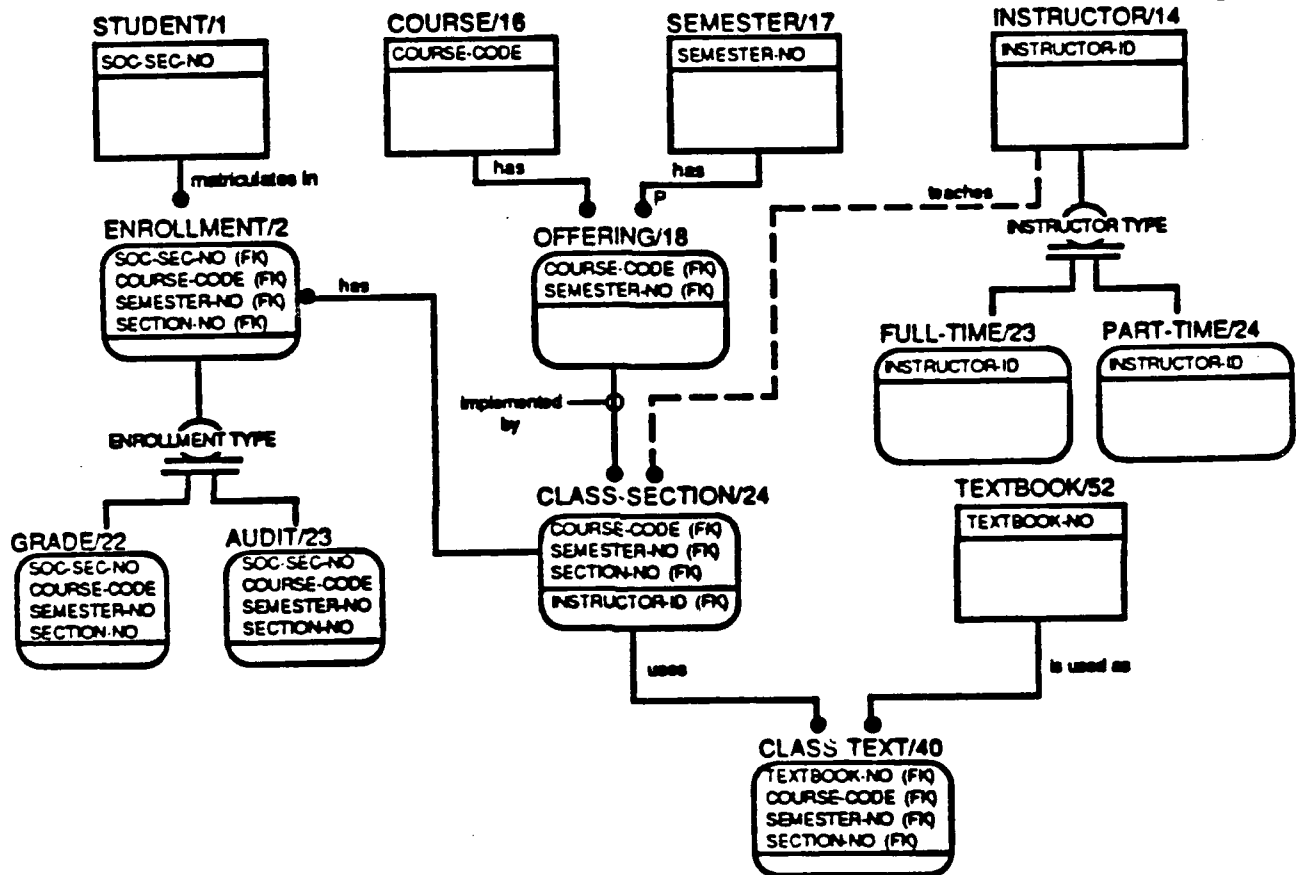 STUDENT/1
SOC-SEC-NO
COURSE/16
COURSE-CODE
SEMESTER/17
SEMESTER-NO
INSTRUCTOR/14
INSTRUCTOR-ID
matriculates in
has
has
P
teaches
ENROLLMENT/2
SOC-SEC-NO (FK)
COURSE-CODE (FK)
SEMESTER-NO (FK)
SECTION-NO (FK)
has
OFFERING/18
COURSE-CODE (FK)
SEMESTER-NO (FK)
INSTRUCTOR TYPE
FULL-TIME/23
INSTRUCTOR-ID
PART-TIME/24
INSTRUCTOR-ID
implemented
by
ENROLLMENT TYPE
GRADE/22
SOC-SEC-NO
COURSE-CODE
SEMESTER-NO
SECTION-NO
AUDIT/23
SOC-SEC-NO
COURSE-CODE
SEMESTER-NO
SECTION-NO
CLASS-SECTION/24
COURSE-CODE (FK)
SEMESTER-NO (FK)
SECTION-NO (FK)
INSTRUCTOR-ID (FK)
TEXTBOOK/52
TEXTBOOK-NO
uses
is used as
CLASS TEXT/40
TEXTBOOK-NO (FK)
COURSE-CODE (FK)
SEMESTER-NO (FK)
SECTION-NO (FK)